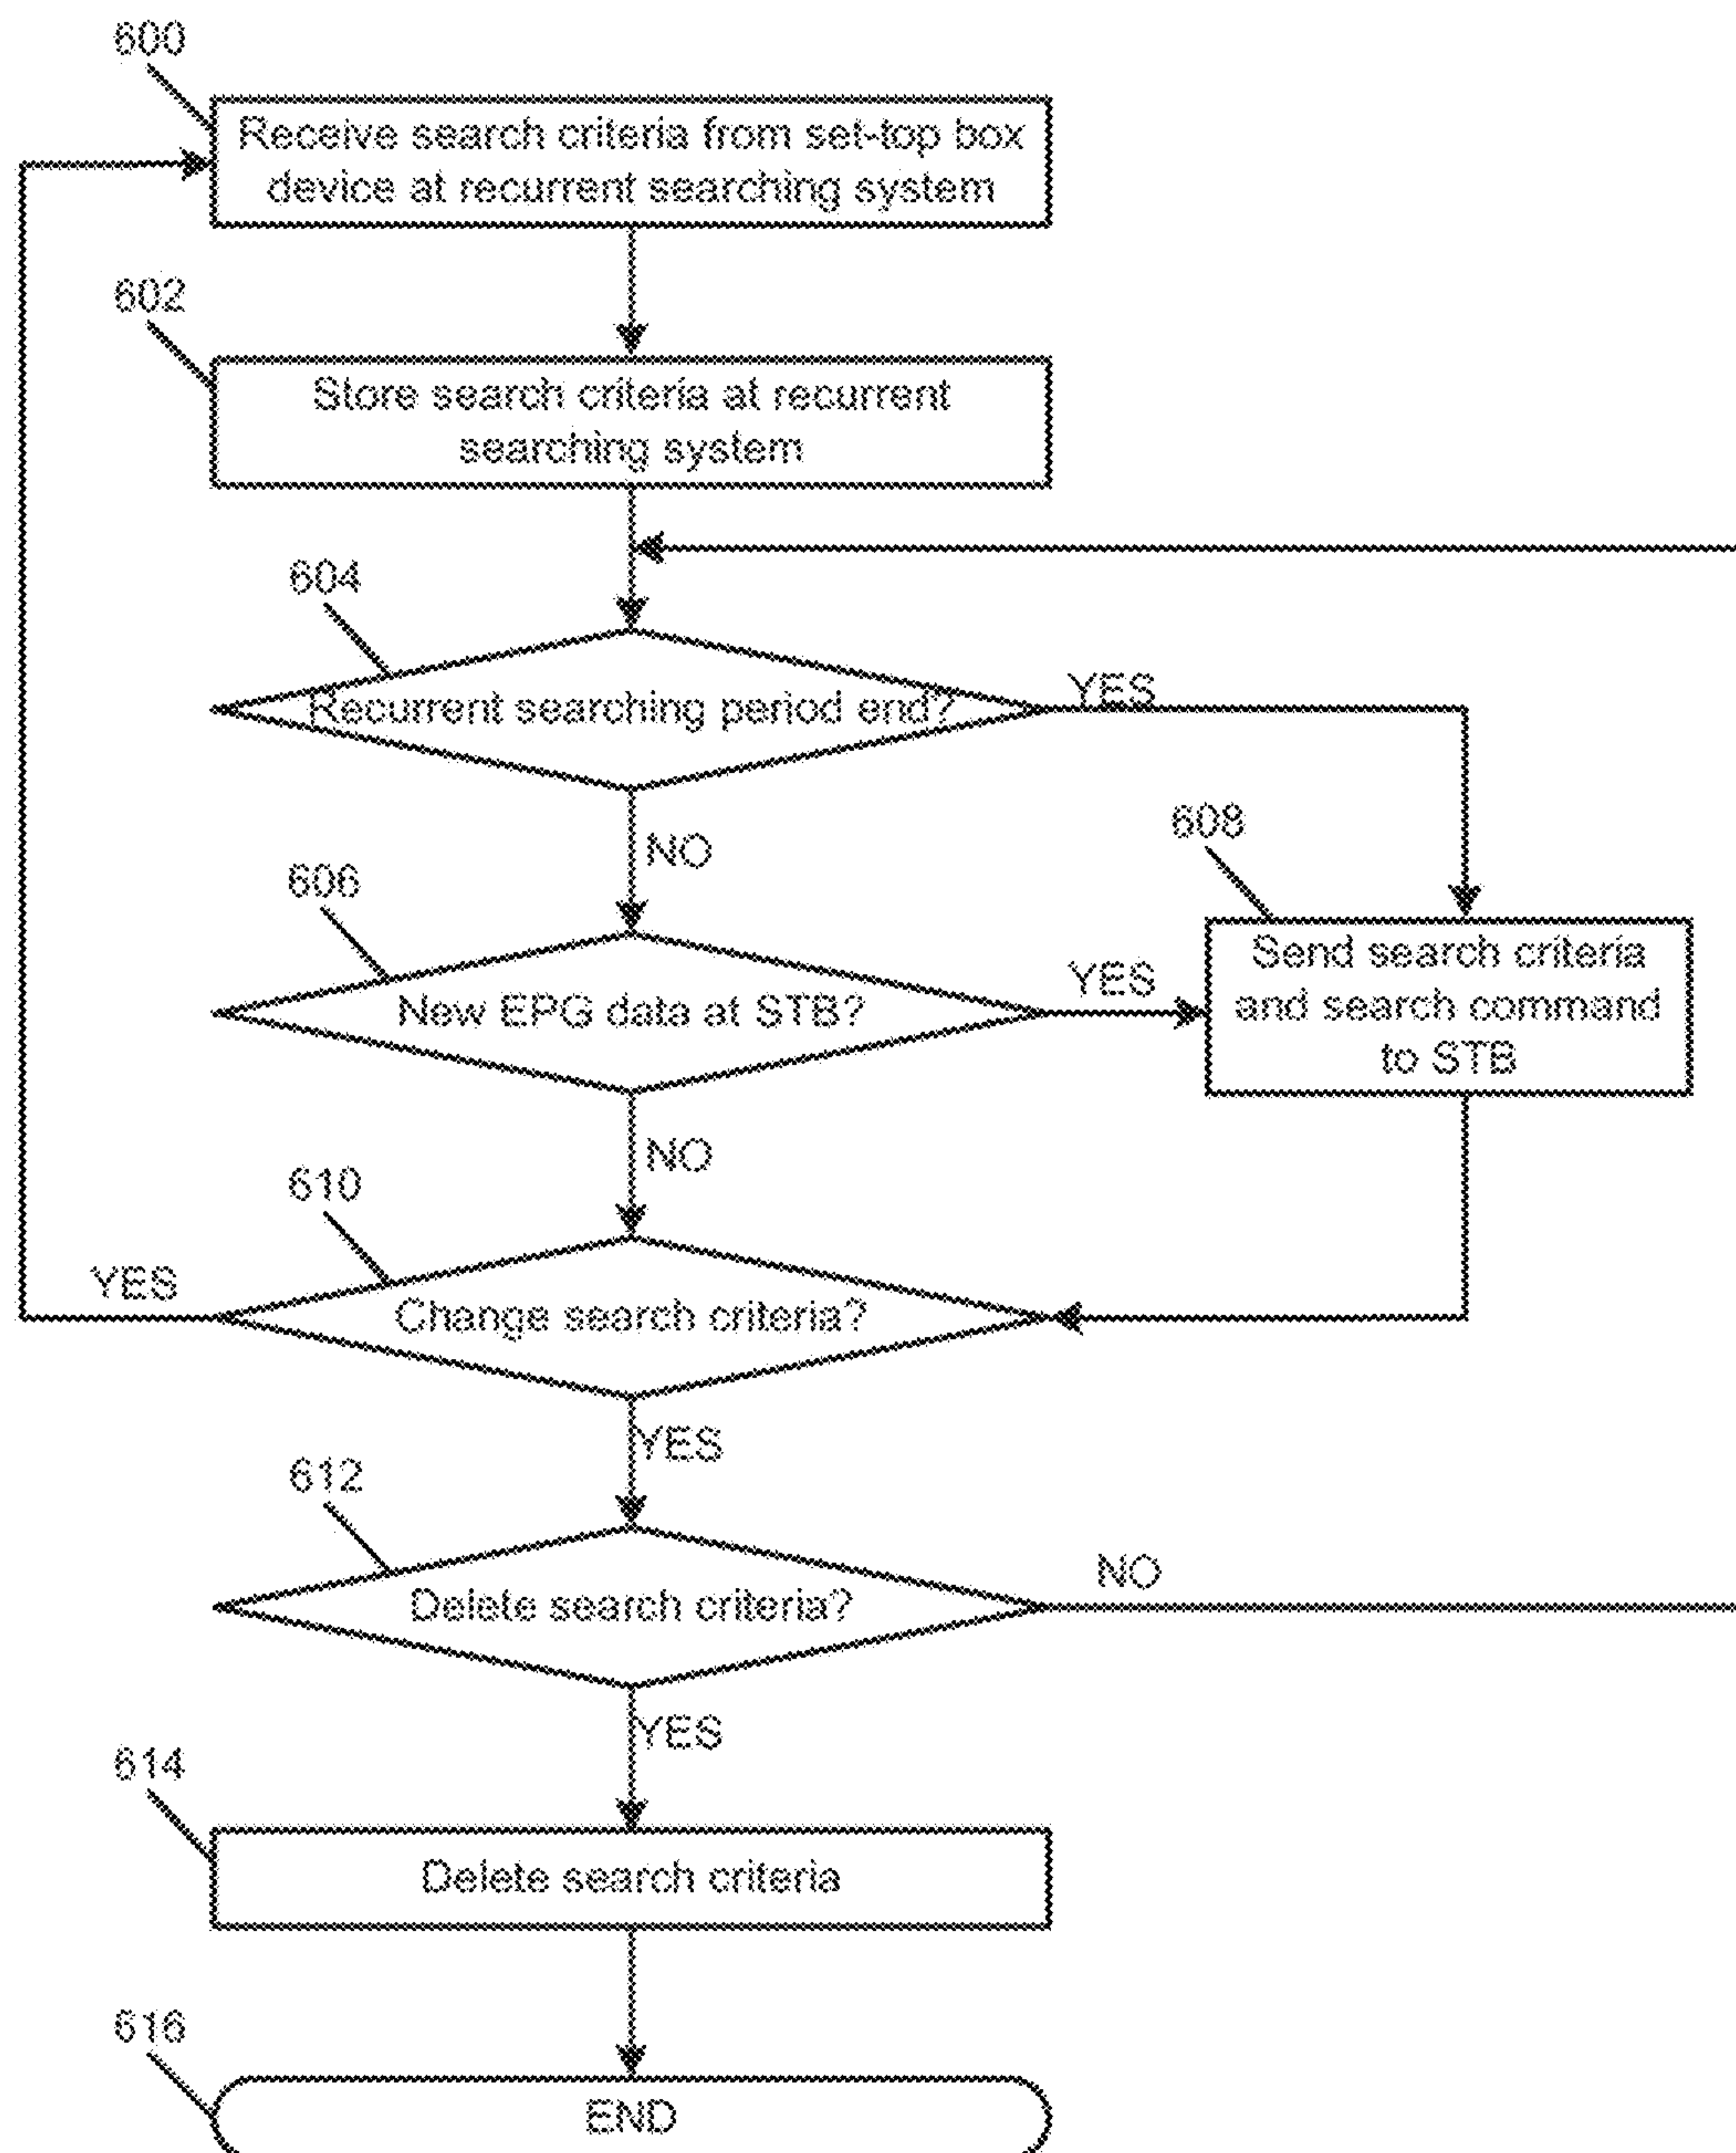 600
Receive search criteria from set-top box
device at recurrent searching system
602
Store search criteria at recurrent
searching system
604
Recurrent searching period end?
YES
NO
608
606
Send search criteria
and search command
to STB
New EPG data at STB?
YES
NO
610
YES
Change search criteria?
YES
612
NO
Delete search criteria?
YES
614
Delete search criteria
616
END